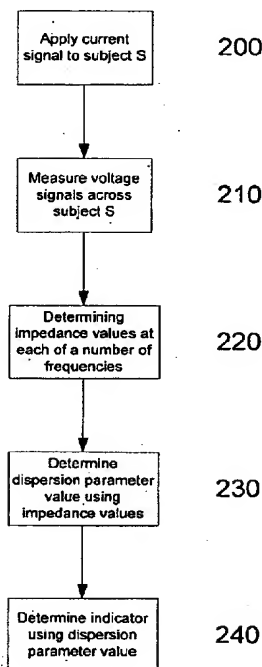 Apply current
signal to subject S
200
Measure voltage
signals across
subject S
210
Determining
impedance values at
each of a number of
frequencies
220
Determine
dispersion parameter
value using
impedance values
230
Determine indicator
using dispersion
parameter value
240